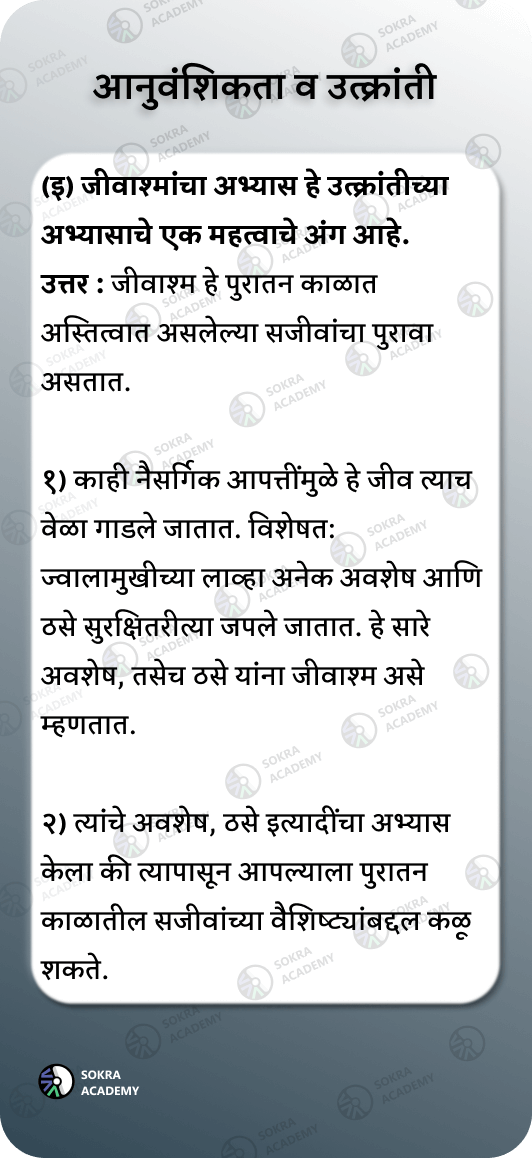 आनुवंशिकता व उत्क्रांती
(इ) जीवाश्मांचा अभ्यास हे उत्क्रांतीच्या
अभ्यासाचे एक महत्वाचे अंग आहे.
उत्तर : जीवाश्म हे पुरातन काळात
अस्तित्वात असलेल्या सजीवांचा पुरावा
असतात.
१) काही नैसर्गिक आपत्तींमुळे हे जीव त्याच
वेळा गाडले जातात. विशेषत:
ज्वालामुखीच्या लाव्हा अनेक अवशेष आणि
ठसे सुरक्षितरीत्या जपले जातात. हे सारे
अवशेष, तसेच ठसे यांना जीवाश्म असे
म्हणतात.
२) त्यांचे अवशेष, ठसे इत्यादींचा अभ्यास
केला की त्यापासून आपल्याला पुरातन
काळातील सजीवांच्या वैशिष्ट्यांबद्दल कळू
शकते.
SOKRA
ACADEMY